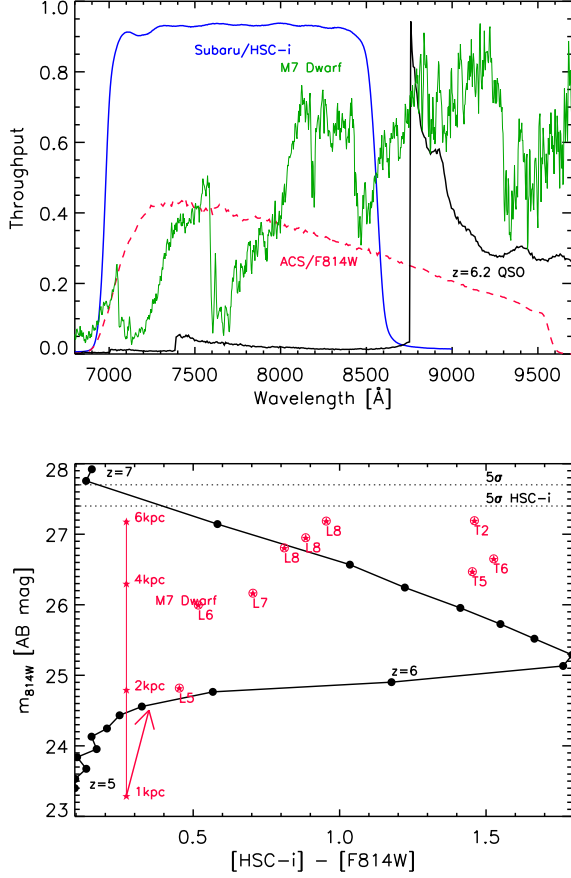 1.0
Subaru/HSC-i
M7 Dwarf
0.8
0.6
Throughput
0.4
ACS/F814W
z=6.2 QSO
0.2
0.0
7000 7500 8000 8500 9000 9500
Wavelength [Å]
28
z=7
5σ
5σ HSC-i
27
6kpc
L8
T2
L8
L8
T6
T5
4kpc
26
M7 Dwarf
L7
L6
m814W [AB mag]
25
z=6
2kpc
L5
24
z=5
1kpc
23
0.5 1.0 1.5
[HSC-i] - [F814W]